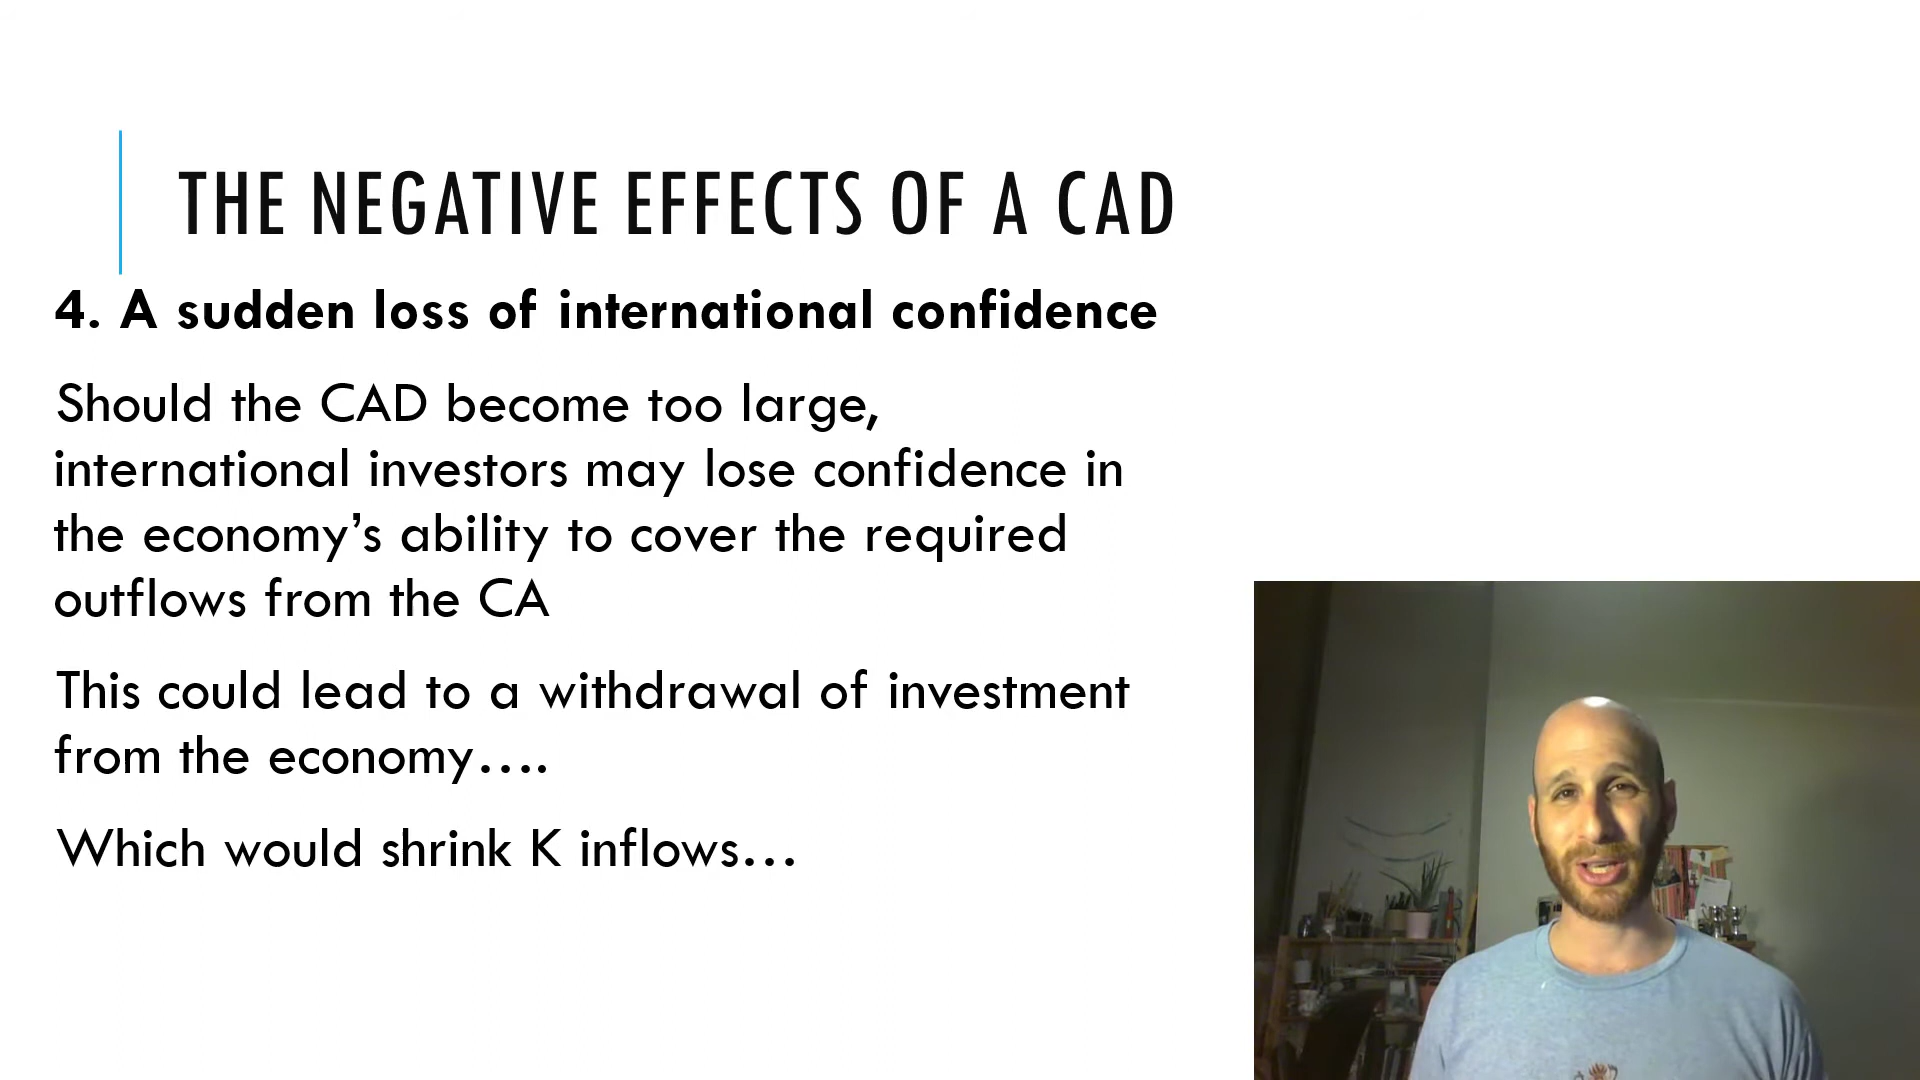 THE NEGATIVE EFFECTS OF A CAD
4. A sudden loss of international confidence
Should the CAD become too large,
international investors may lose confidence in
the economy’s ability to cover the required
outflows from the CA
This could lead to a withdrawal of investment
from the economy….
Which would shrink K inflows…